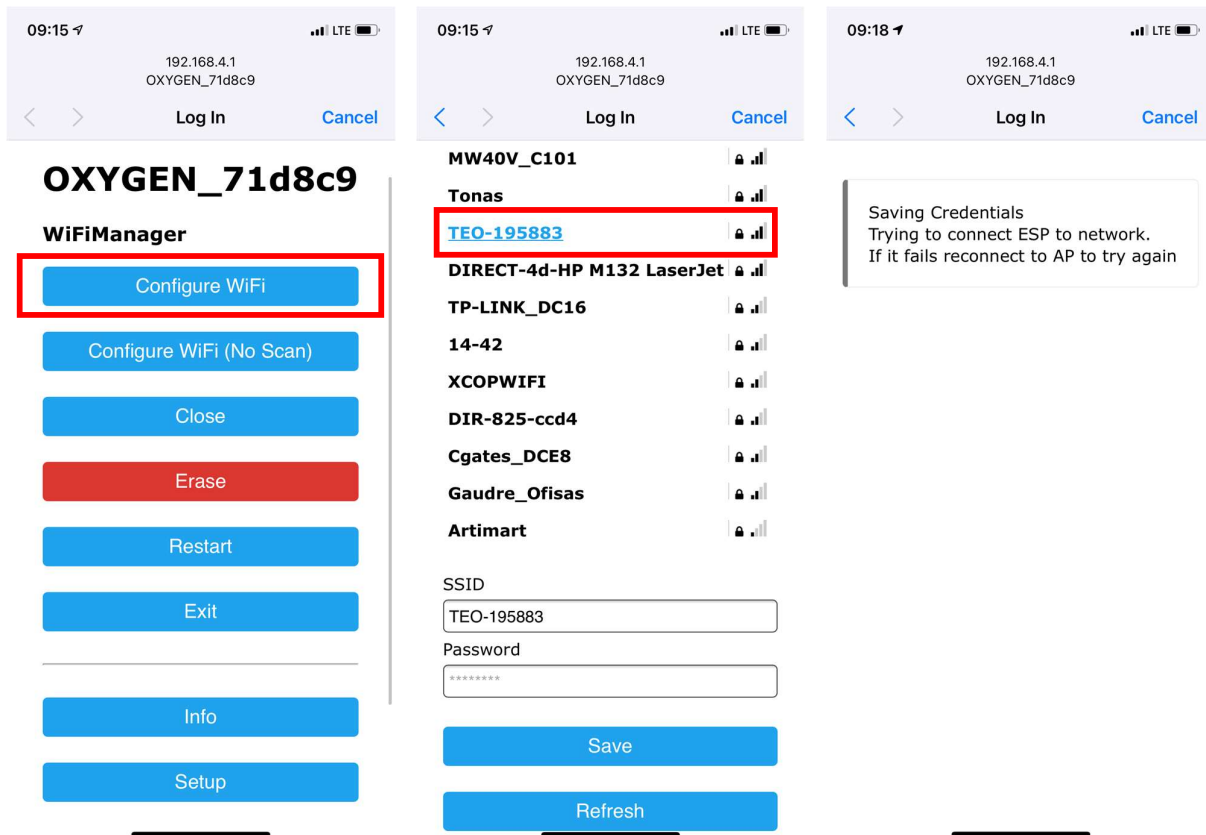 09:15
LTE
192.168.4.1
OXYGEN_71d8c9
Log In
Cancel
OXYGEN_71d8c9
WiFiManager
Configure WiFi
Configure WiFi (No Scan)
Close
Erase
Restart
Exit
Info
Setup
09:15
LTE
192.168.4.1
OXYGEN_71d8c9
Log In
Cancel
MW40V_C101
Tonas
TEO-195883
DIRECT-4d-HP M132 LaserJet
TP-LINK_DC16
14-42
XCOPWIFI
DIR-825-ccd4
Cgates_DCE8
Gaudre_Ofisas
Artimart
SSID
TEO-195883
Password
********
Save
Refresh
09:18
LTE
192.168.4.1
OXYGEN_71d8c9
Log In
Cancel
Saving Credentials
Trying to connect ESP to network.
If it fails reconnect to AP to try again